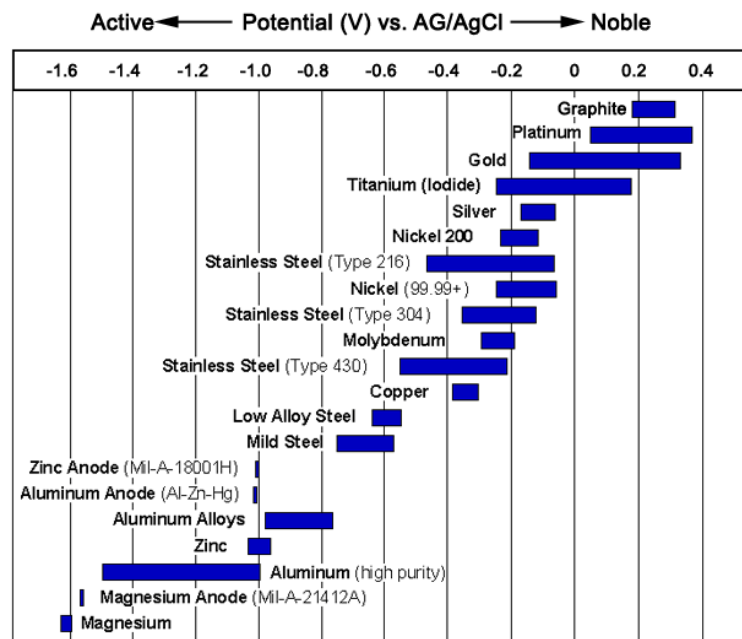 Active Potential (V) vs. AG/AgCl Noble
-1.6 -1.4 -1.2 -1.0 -0.8 -0.6 -0.4 -0.2 0 0.2 0.4
Graphite
Platinum
Gold
Titanium (Iodide)
Silver
Nickel 200
Stainless Steel (Type 216)
Nickel (99.99+)
Stainless Steel (Type 304)
Molybdenum
Stainless Steel (Type 430)
Copper
Low Alloy Steel
Mild Steel
Zinc Anode (Mil-A-18001H)
Aluminum Anode (Al-Zn-Hg)
Aluminum Alloys
Zinc
Aluminum (high purity)
Magnesium Anode (Mil-A-21412A)
Magnesium